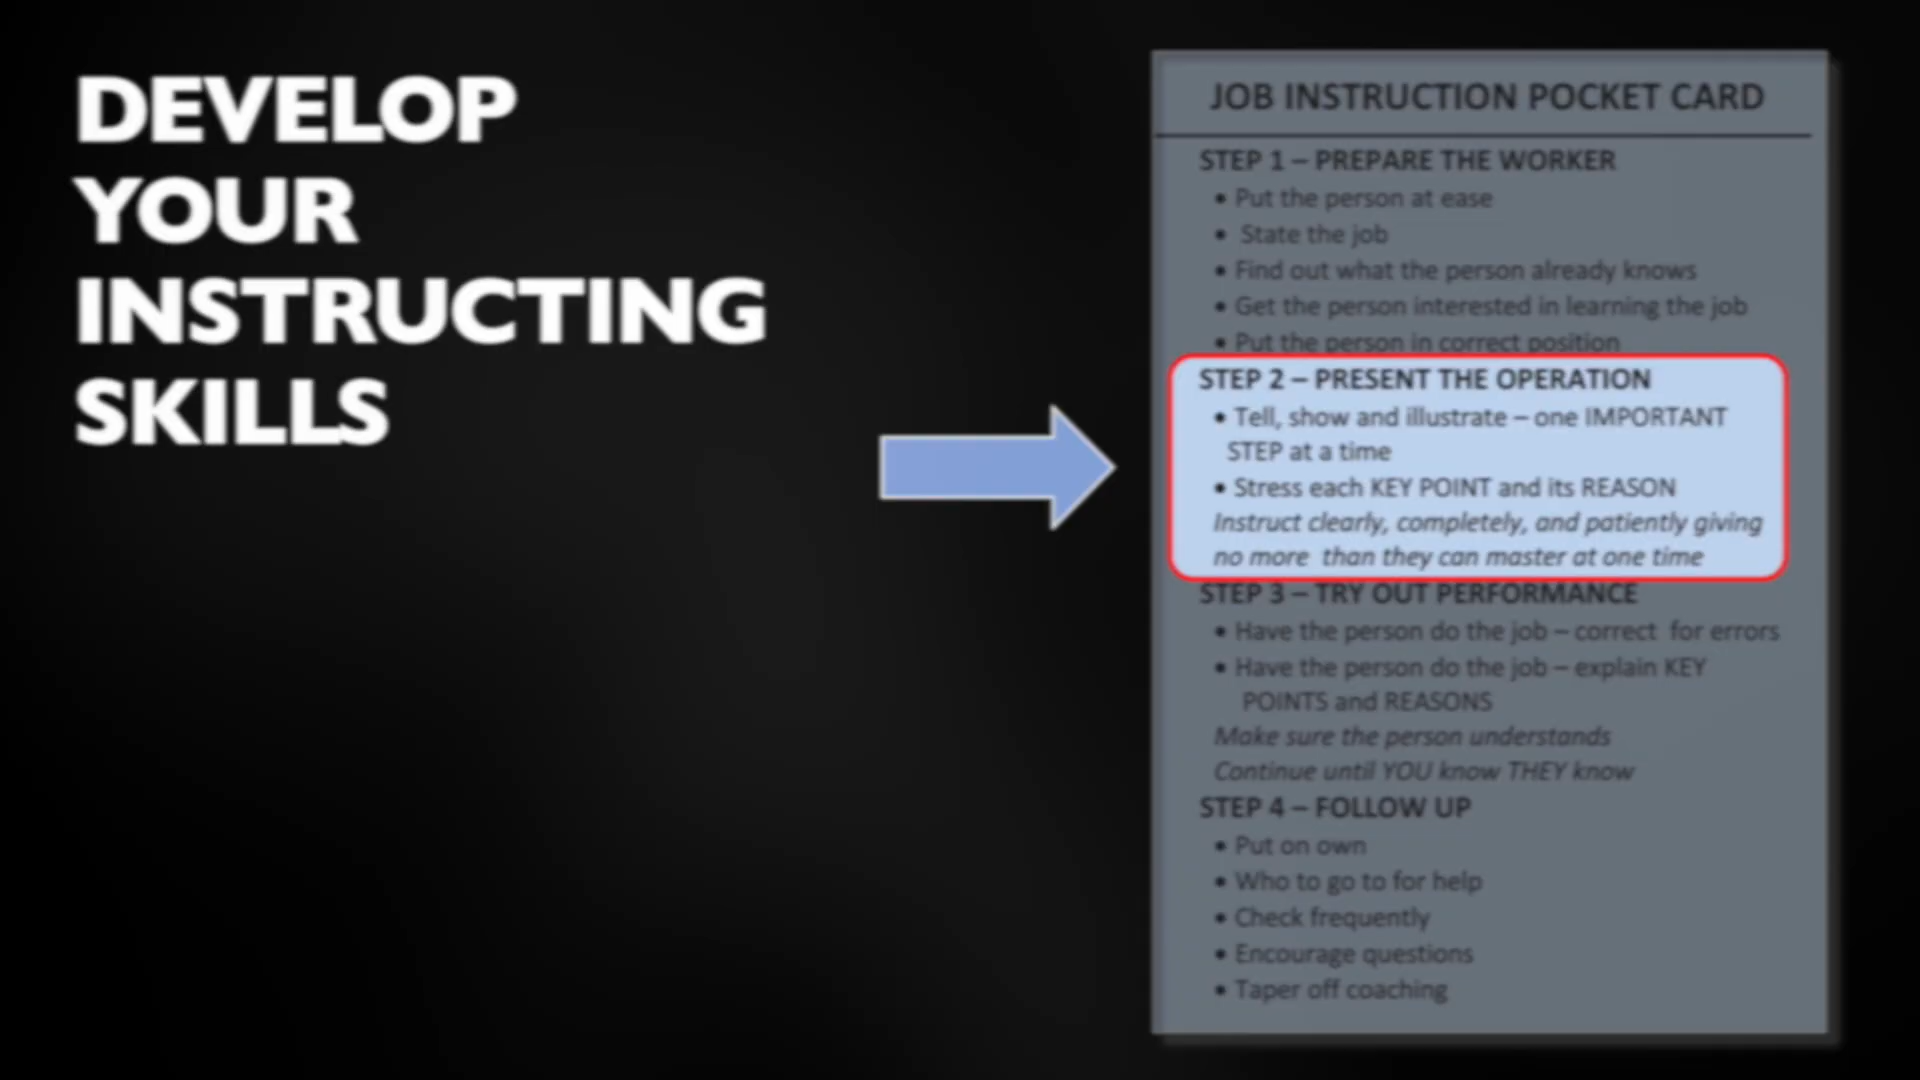 DEVELOP
YOUR
INSTRUCTING
SKILLS
JOB INSTRUCTION POCKET CARD
STEP 1 – PREPARE THE WORKER
• Put the person at ease
• State the job
• Find out what the person already knows
• Get the person interested in learning the job
• Put the person in correct position
STEP 2 – PRESENT THE OPERATION
• Tell, show and illustrate – one IMPORTANT
STEP at a time
• Stress each KEY POINT and its REASON
Instruct clearly, completely, and patiently giving
no more than they can master at one time
STEP 3 – TRY OUT PERFORMANCE
• Have the person do the job – correct for errors
• Have the person do the job – explain KEY
POINTS and REASONS
Make sure the person understands
Continue until YOU know THEY know
STEP 4 – FOLLOW UP
• Put on own
• Who to go to for help
• Check frequently
• Encourage questions
• Taper off coaching